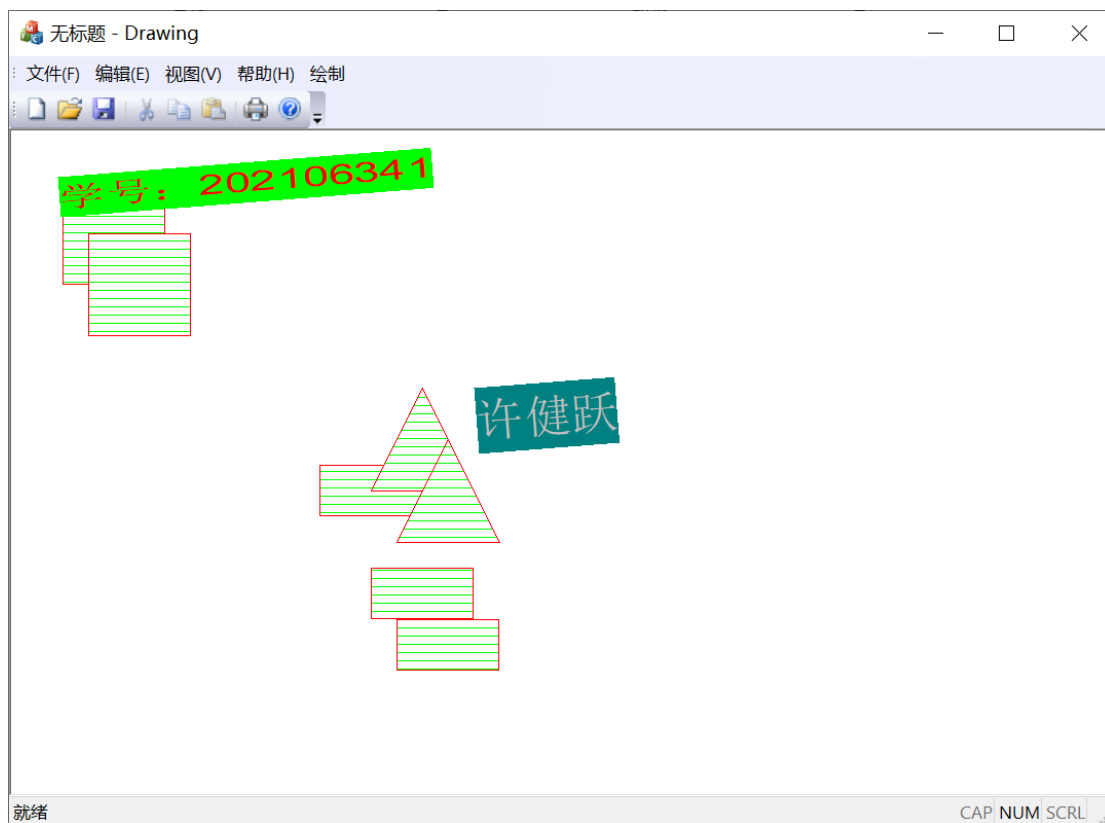 无标题 - Drawing
文件(F) 编辑(E) 视图(V) 帮助(H) 绘制
学号：202106341
许健跃
就绪 CAP NUM SCRL